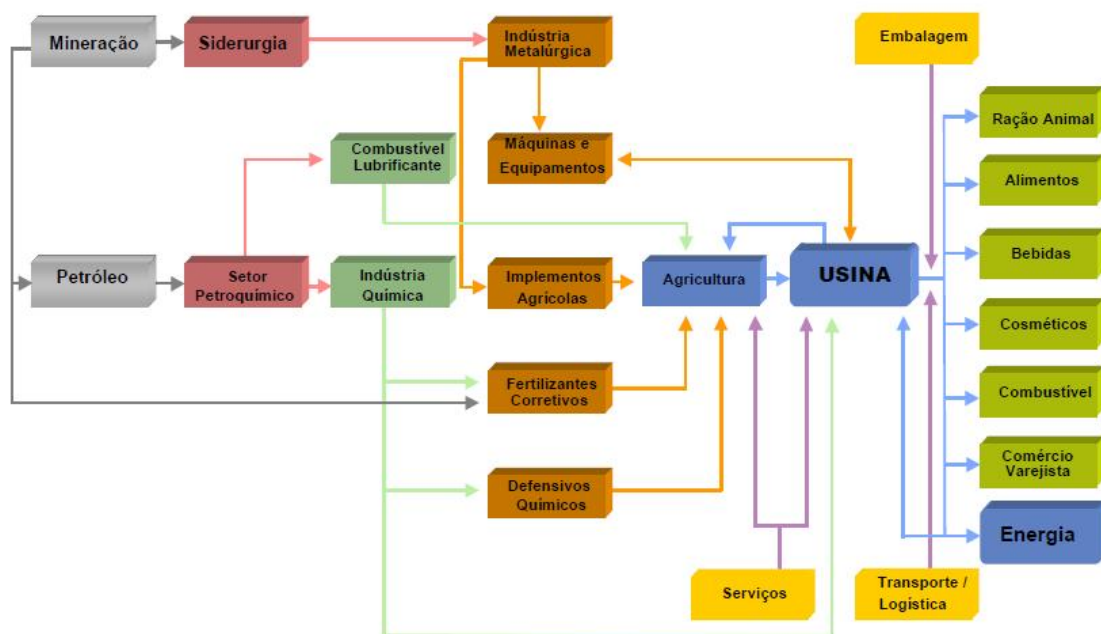 Mineração
Siderurgia
Indústria
Metalúrgica
Embalagem
Ração Animal
Combustível
Lubrificante
Máquinas e
Equipamentos
Alimentos
Petróleo
Setor
Petroquímico
Indústria
Química
Implementos
Agrícolas
Agricultura
USINA
Bebidas
Cosméticos
Fertilizantes
Corretivos
Combustível
Defensivos
Químicos
Comércio
Varejista
Energia
Serviços
Transporte /
Logística